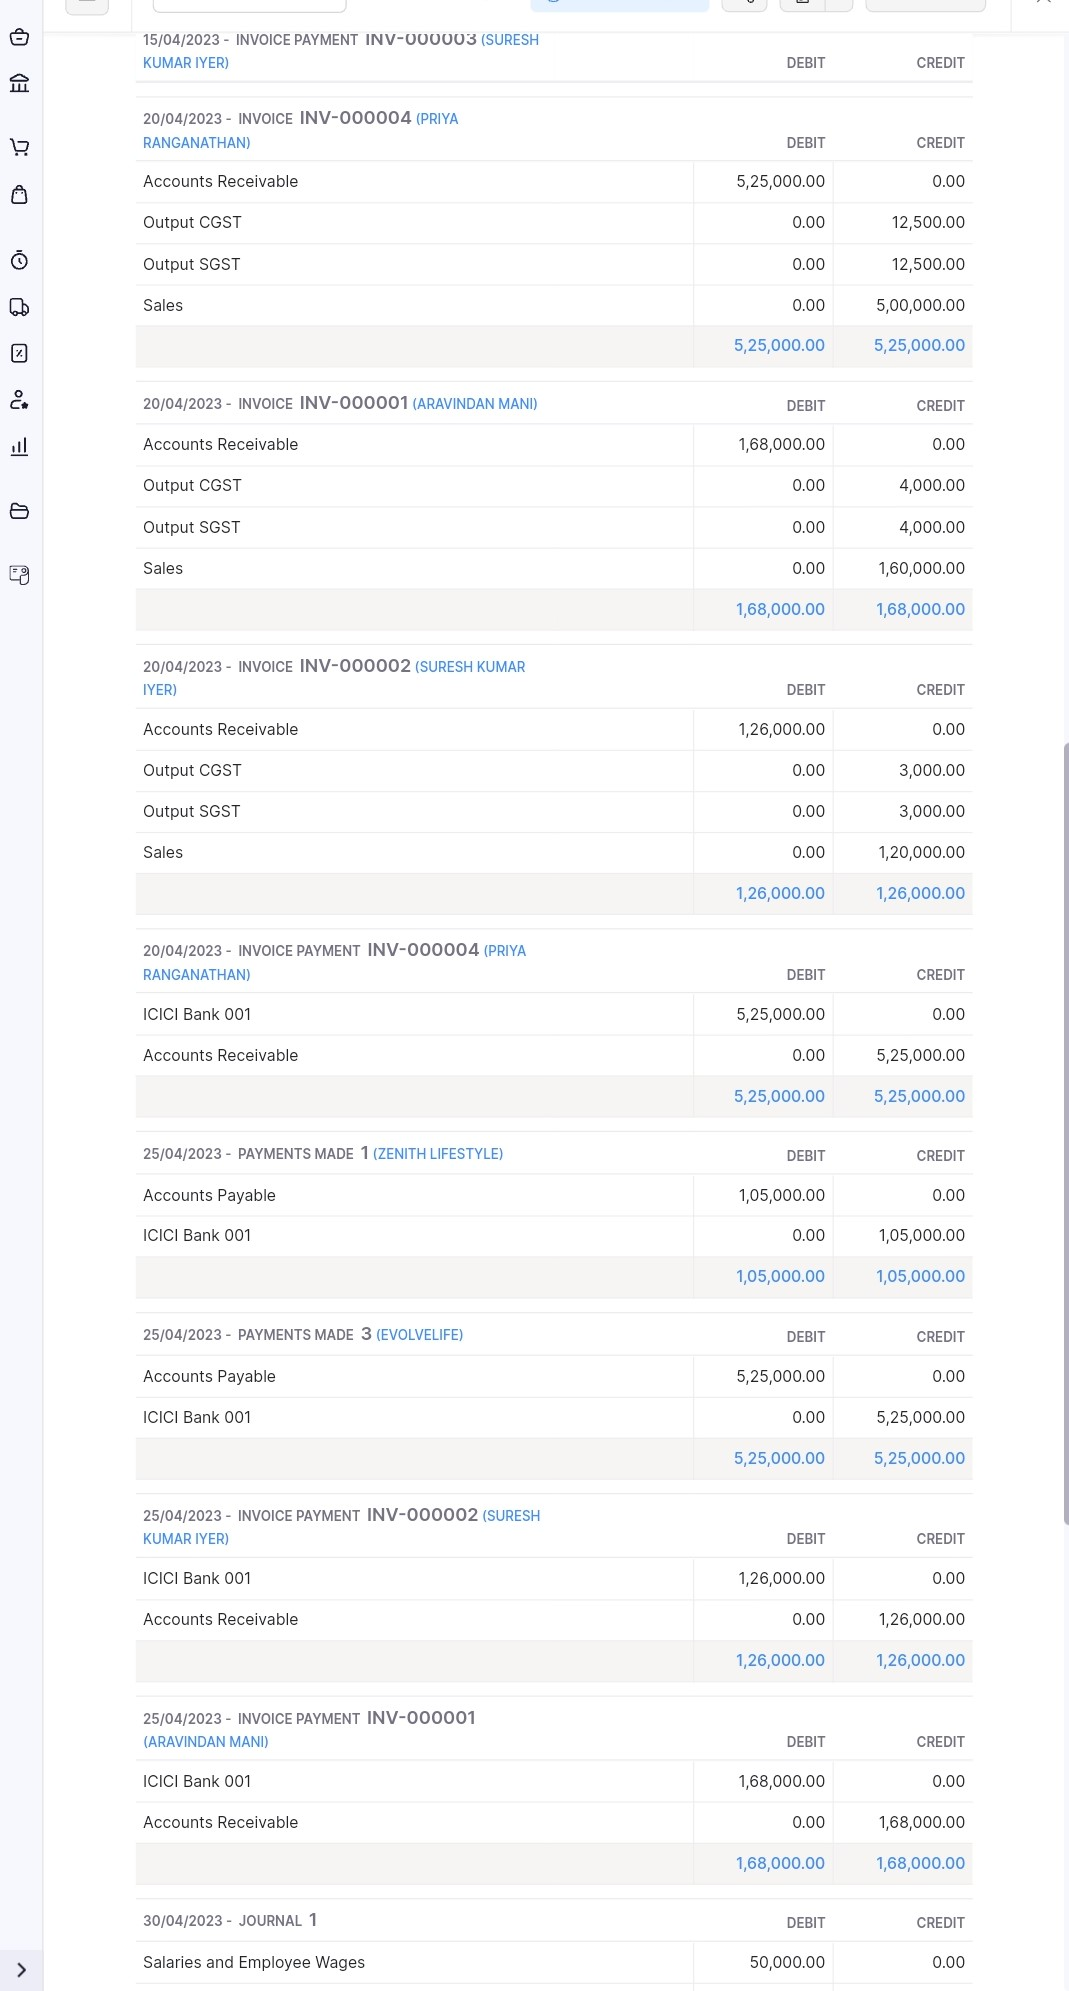 15/04/2023 - INVOICE PAYMENT INV-000003 (SURESH
KUMAR IYER) DEBIT CREDIT
20/04/2023 - INVOICE INV-000004 (PRIYA
RANGANATHAN) DEBIT CREDIT
Accounts Receivable 5,25,000.00 0.00
Output CGST 0.00 12,500.00
Output SGST 0.00 12,500.00
Sales 0.00 5,00,000.00
5,25,000.00 5,25,000.00
20/04/2023 - INVOICE INV-000001 (ARAVINDAN MANI) DEBIT CREDIT
Accounts Receivable 1,68,000.00 0.00
Output CGST 0.00 4,000.00
Output SGST 0.00 4,000.00
Sales 0.00 1,60,000.00
1,68,000.00 1,68,000.00
20/04/2023 - INVOICE INV-000002 (SURESH KUMAR
IYER) DEBIT CREDIT
Accounts Receivable 1,26,000.00 0.00
Output CGST 0.00 3,000.00
Output SGST 0.00 3,000.00
Sales 0.00 1,20,000.00
1,26,000.00 1,26,000.00
20/04/2023 - INVOICE PAYMENT INV-000004 (PRIYA
RANGANATHAN) DEBIT CREDIT
ICICI Bank 001 5,25,000.00 0.00
Accounts Receivable 0.00 5,25,000.00
5,25,000.00 5,25,000.00
25/04/2023 - PAYMENTS MADE 1 (ZENITH LIFESTYLE) DEBIT CREDIT
Accounts Payable 1,05,000.00 0.00
ICICI Bank 001 0.00 1,05,000.00
1,05,000.00 1,05,000.00
25/04/2023 - PAYMENTS MADE 3 (EVOLVELIFE) DEBIT CREDIT
Accounts Payable 5,25,000.00 0.00
ICICI Bank 001 0.00 5,25,000.00
5,25,000.00 5,25,000.00
25/04/2023 - INVOICE PAYMENT INV-000002 (SURESH
KUMAR IYER) DEBIT CREDIT
ICICI Bank 001 1,26,000.00 0.00
Accounts Receivable 0.00 1,26,000.00
1,26,000.00 1,26,000.00
25/04/2023 - INVOICE PAYMENT INV-000001
(ARAVINDAN MANI) DEBIT CREDIT
ICICI Bank 001 1,68,000.00 0.00
Accounts Receivable 0.00 1,68,000.00
1,68,000.00 1,68,000.00
30/04/2023 - JOURNAL 1 DEBIT CREDIT
Salaries and Employee Wages 50,000.00 0.00